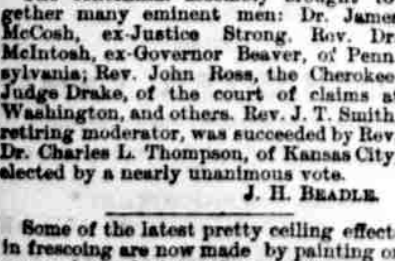 gether many eminent men: Dr. James
McCosh, ex-Justice Strong. Rev. Dr
McIntosh, ex-Governor Beaver, of Penn
sylvania; Rev. John Ross, the Cherokee
Judge Drake, of the court of claims at
Washington, and others. Rev. J. T. Smith
retiring moderator, was succeeded by Rev
Dr. Charles L. Thompson, of Kansas City
elected by a nearly unanimous vote.
J. H. BEADLE.
Some of the latest pretty ceiling effect
in frescoing are now made by painting on